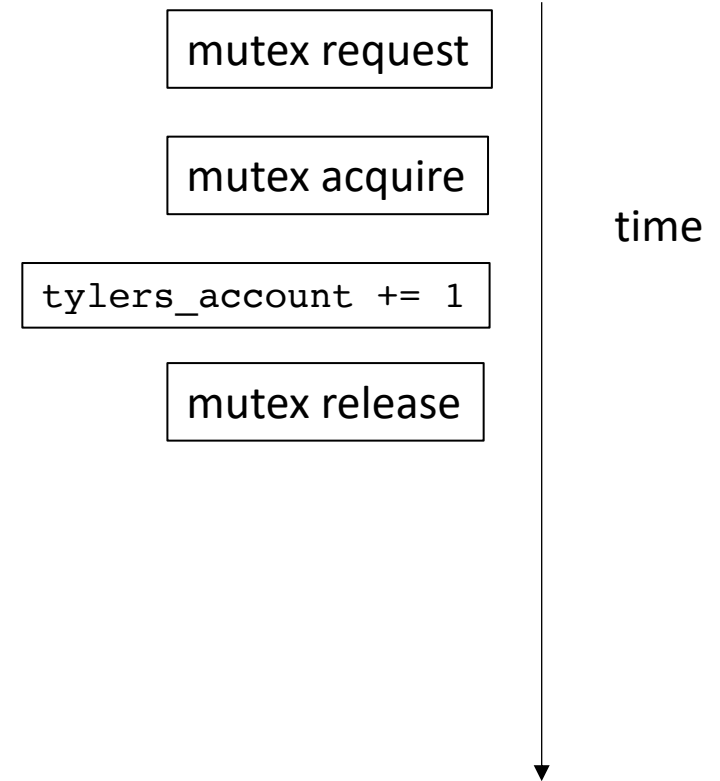 mutex request
mutex acquire
time
tylers_account += 1
mutex release